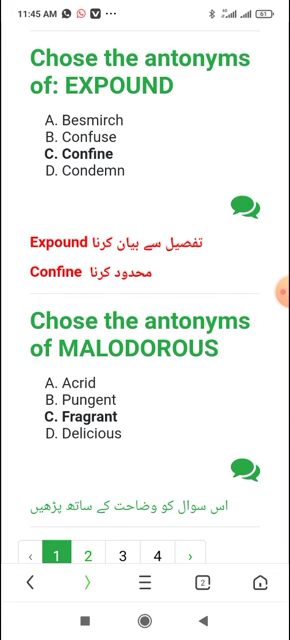 11:45 AM
61
Chose the antonyms
of: EXPOUND
A. Besmirch
B. Confuse
C. Confine
D. Condemn
Expound تفصیل سے بیان کرنا
Confine محدود کرنا
Chose the antonyms
of MALODOROUS
A. Acrid
B. Pungent
C. Fragrant
D. Delicious
اس سوال کو وضاحت کے ساتھ پڑھیں
‹ 1 2 3 4 ›
2